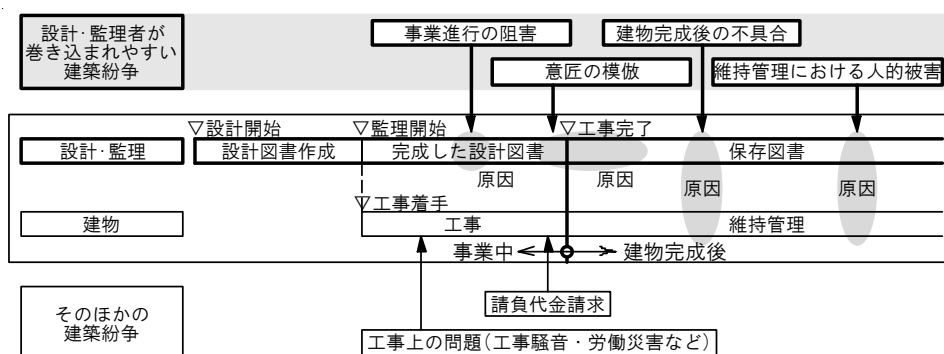 設計・監理者が
巻き込まれやすい
建築紛争
事業進行の阻害
建物完成後の不具合
意匠の模倣
維持管理における人的被害
▽設計開始
▽監理開始
▽工事完了
設計・監理
設計図書作成
完成した設計図書
保存図書
原因
原因
原因
原因
▽工事着手
建物
工事
維持管理
事業中
建物完成後
請負代金請求
そのほかの
建築紛争
工事上の問題(工事騒音・労働災害など)